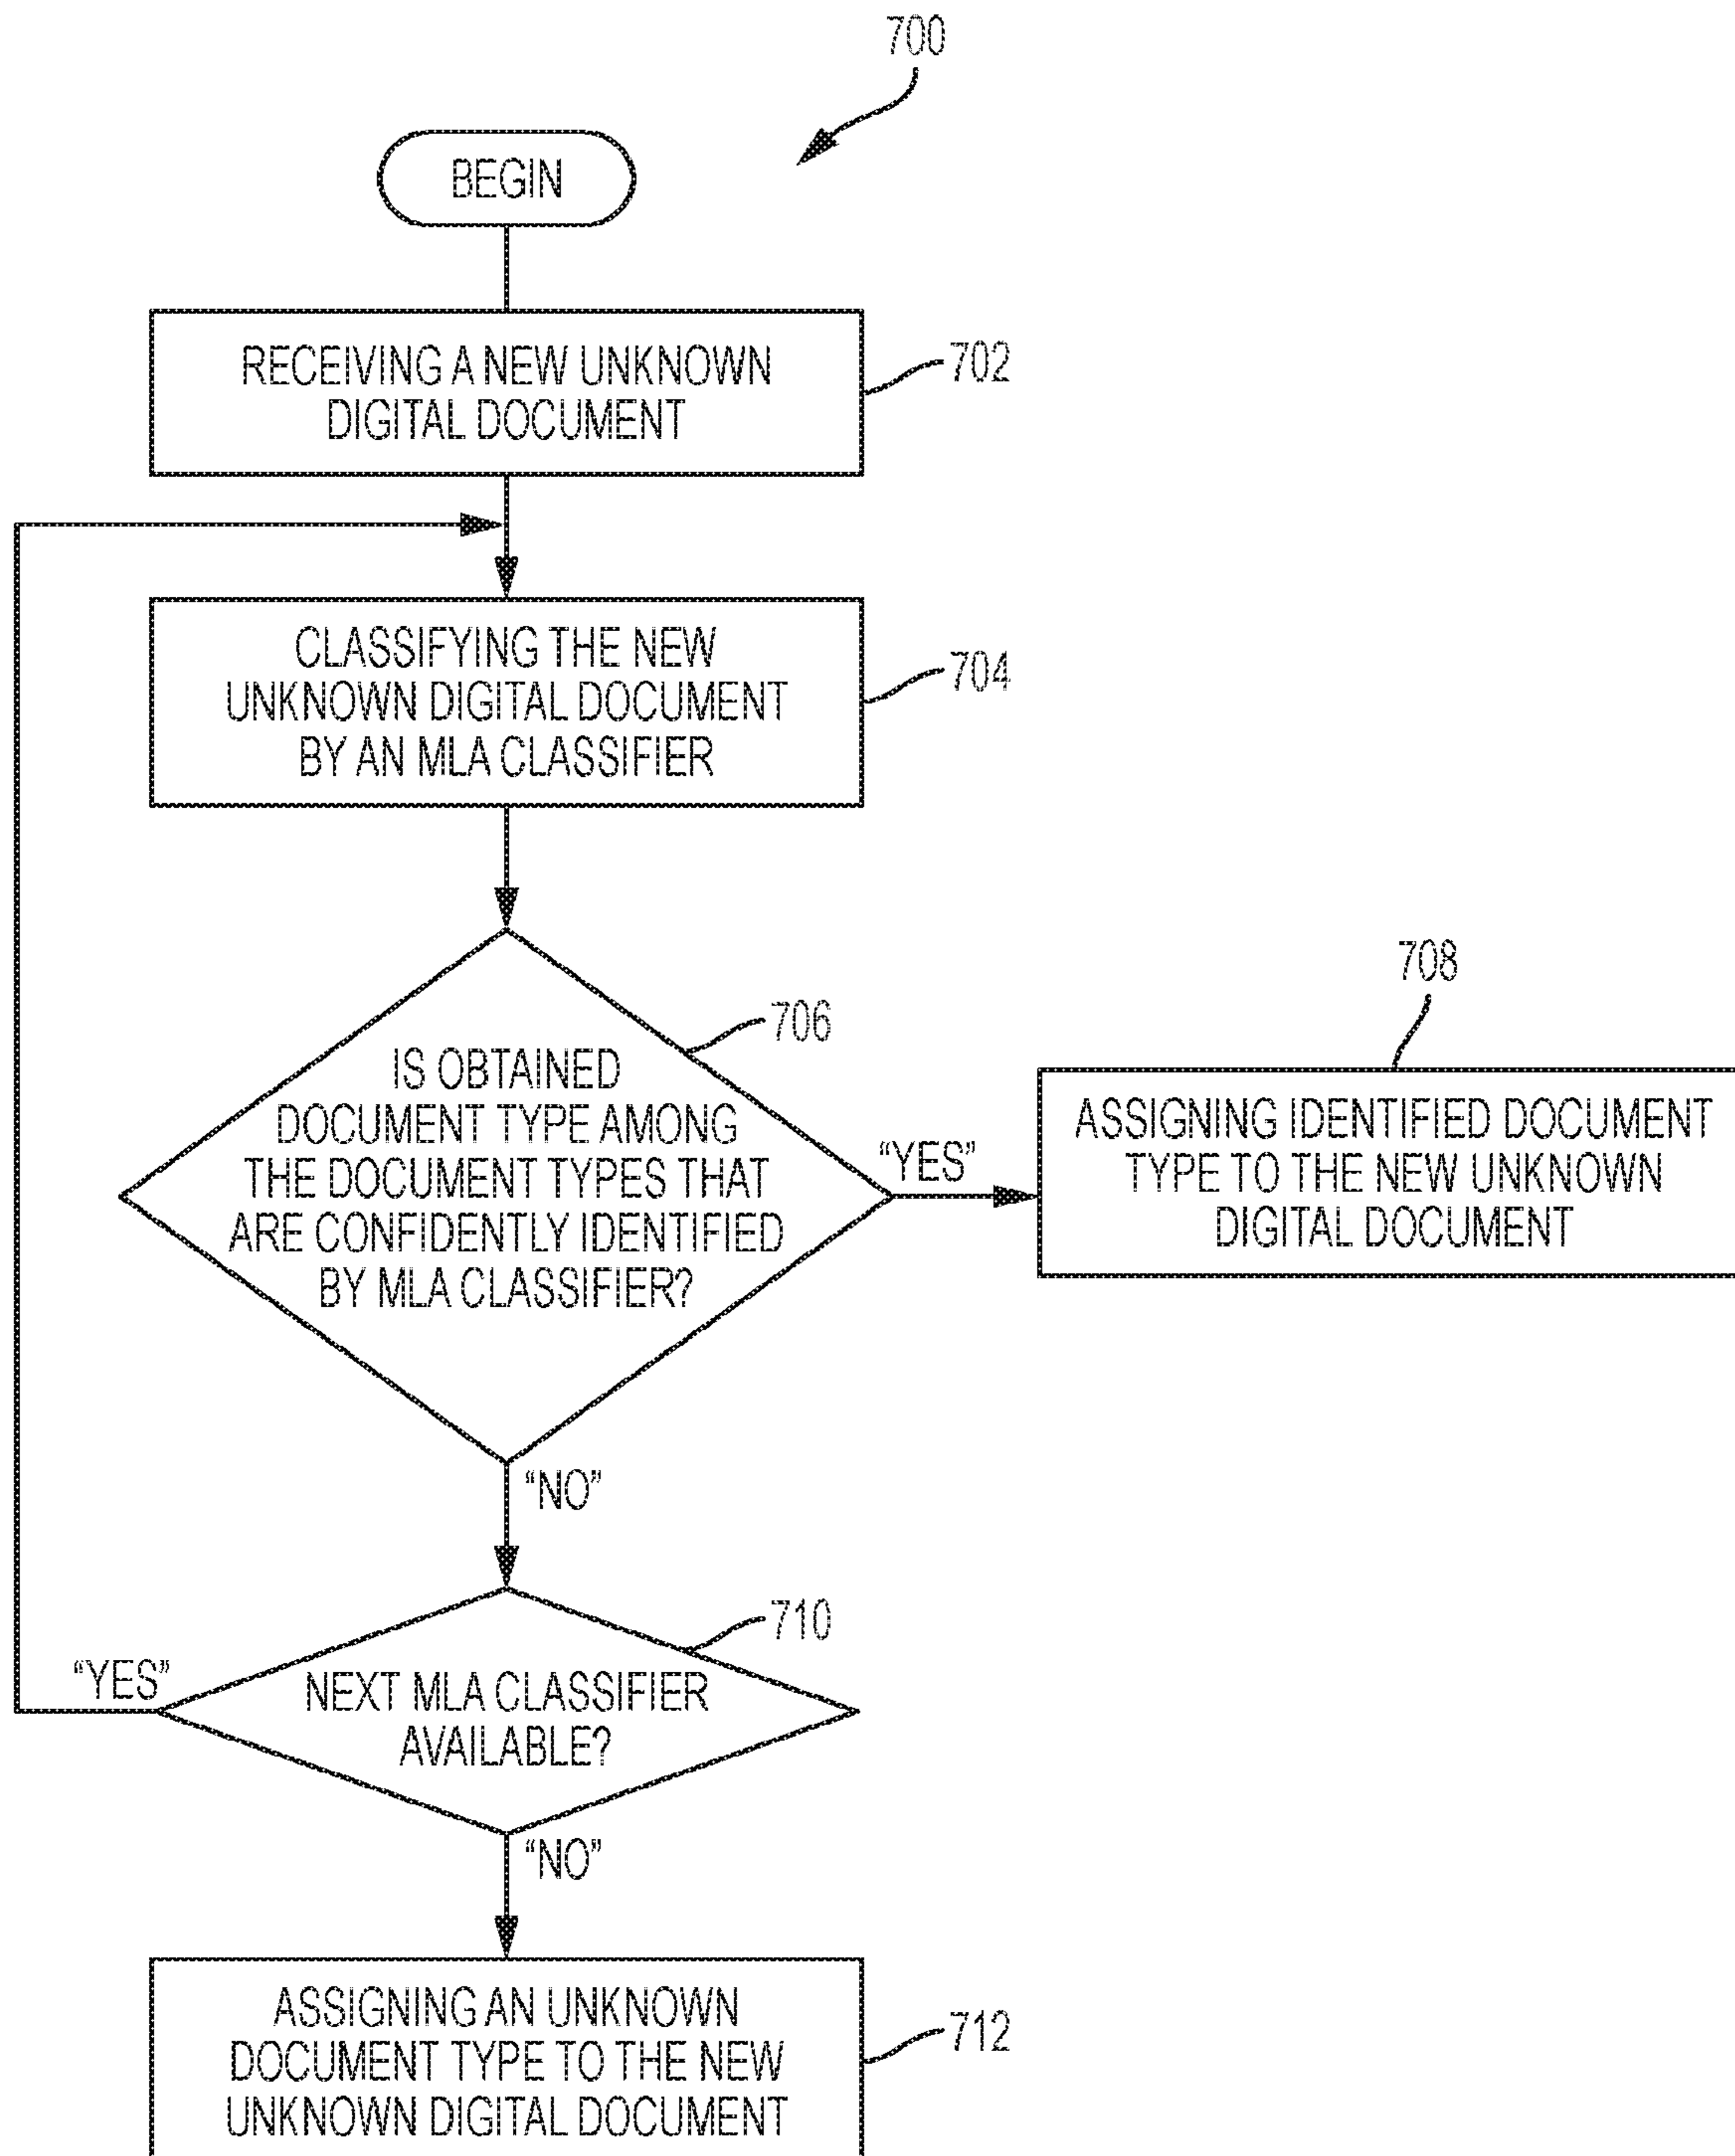 700
BEGIN
RECEIVING A NEW UNKNOWN
DIGITAL DOCUMENT
702
CLASSIFYING THE NEW
UNKNOWN DIGITAL DOCUMENT
BY AN MLA CLASSIFIER
704
706
IS OBTAINED
DOCUMENT TYPE AMONG
THE DOCUMENT TYPES THAT
ARE CONFIDENTLY IDENTIFIED
BY MLA CLASSIFIER?
"YES"
708
ASSIGNING IDENTIFIED DOCUMENT
TYPE TO THE NEW UNKNOWN
DIGITAL DOCUMENT
"NO"
710
"YES"
NEXT MLA CLASSIFIER
AVAILABLE?
"NO"
ASSIGNING AN UNKNOWN
DOCUMENT TYPE TO THE NEW
UNKNOWN DIGITAL DOCUMENT
712